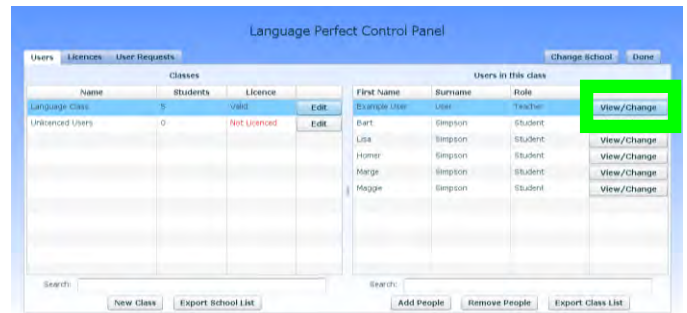 Language Perfect Control Panel
Users Licences User Requests Change School Done
Classes Users in this class
Name Students Licence First Name Surname Role
Language Class 5 Valid Edit Example User User Teacher View/Change
Unlicenced Users 0 Not Licenced Edit Bart Simpson Student
Lisa Simpson Student View/Change
Homer Simpson Student View/Change
Marge Simpson Student View/Change
Maggie Simpson Student View/Change
Search: Search:
New Class Export School List Add People Remove People Export Class List